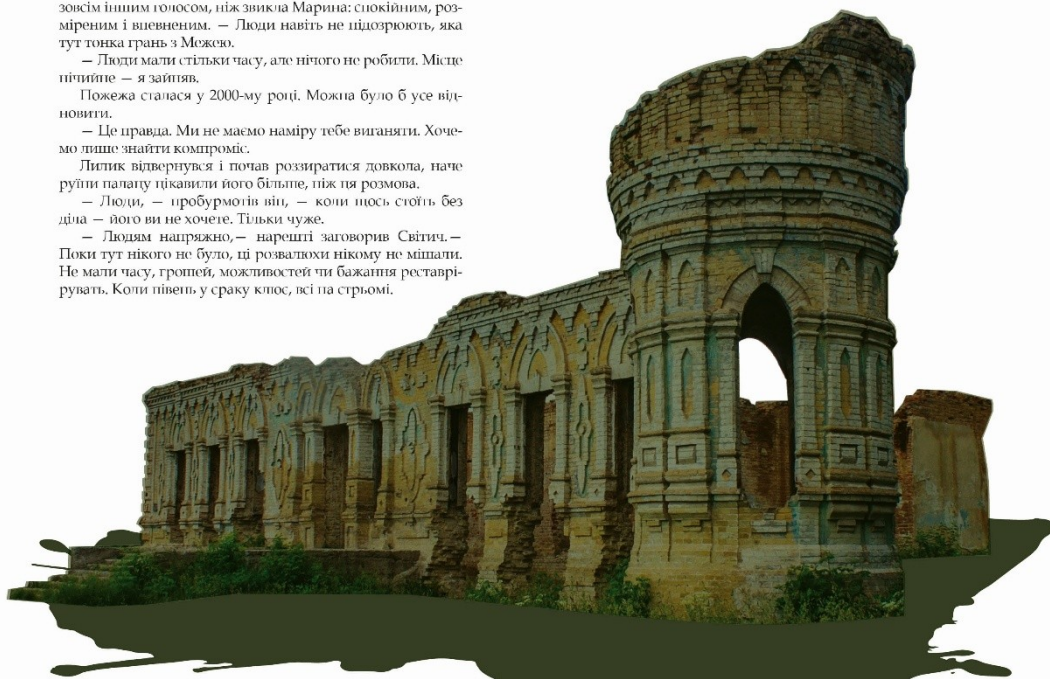 зовсім іншим голосом, ніж звикла Марина: спокійним, роз-
міреним і впевненим. — Люди навіть не підозрюють, яка
тут тонка грань з Межею.
— Люди мали стільки часу, але нічого не робили. Місце
нічийне — я зайняв.
Пожежа сталася у 2000-му році. Можна було б усе від-
новити.
— Це правда. Ми не маємо наміру тебе виганяти. Хоче-
мо лише знайти компроміс.
Лилик відвернувся і почав роззиратися довкола, наче
руїни палацу цікавили його більше, ніж ця розмова.
— Люди, — пробурмотів він, — коли щось стоїть без
діла — його ви не хочете. Тільки чуже.
— Людям напряжно,— нарешті заговорив Світич.—
Поки тут нікого не було, ці розвалюхи нікому не мішали.
Не мали часу, грошей, можливостей чи бажання реставрі-
рувать. Коли півень у сраку клює, всі на стрьомі.